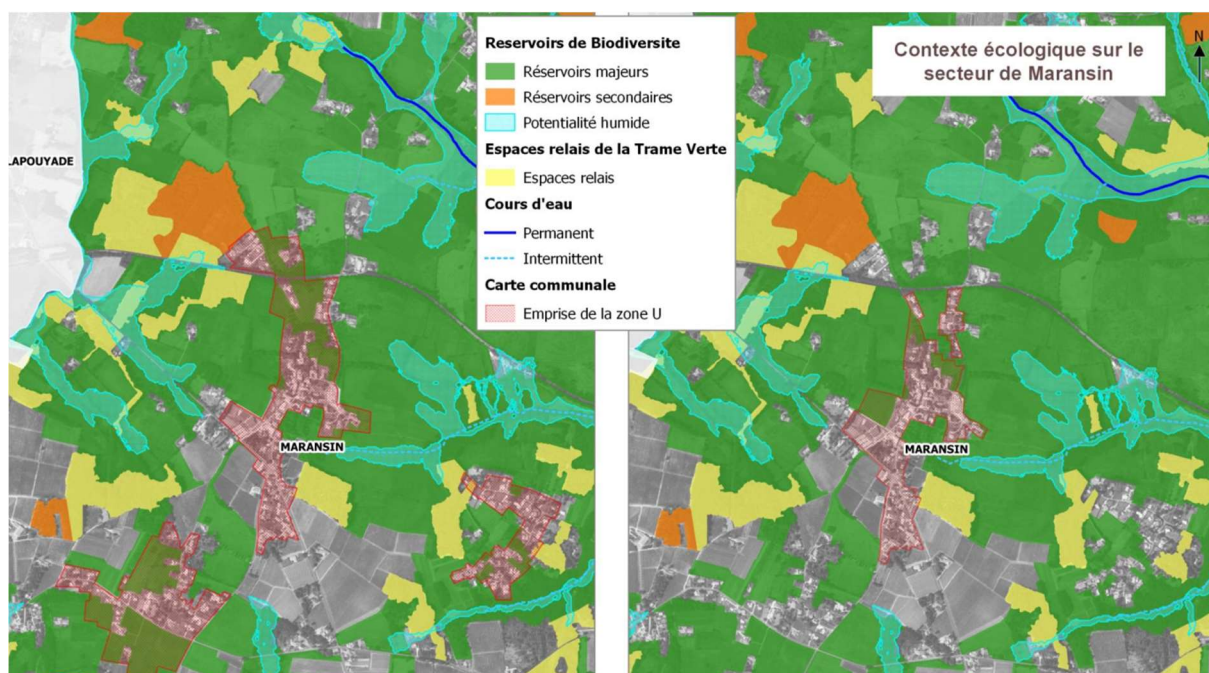 Contexte écologique sur le
secteur de Maransin
N
Reservoirs de Biodiversite
Réservoirs majeurs
Réservoirs secondaires
Potentialité humide
Espaces relais de la Trame Verte
Espaces relais
Cours d'eau
Permanent
Intermittent
Carte communale
Emprise de la zone U
LAPOUYADE
MARANSIN
MARANSIN